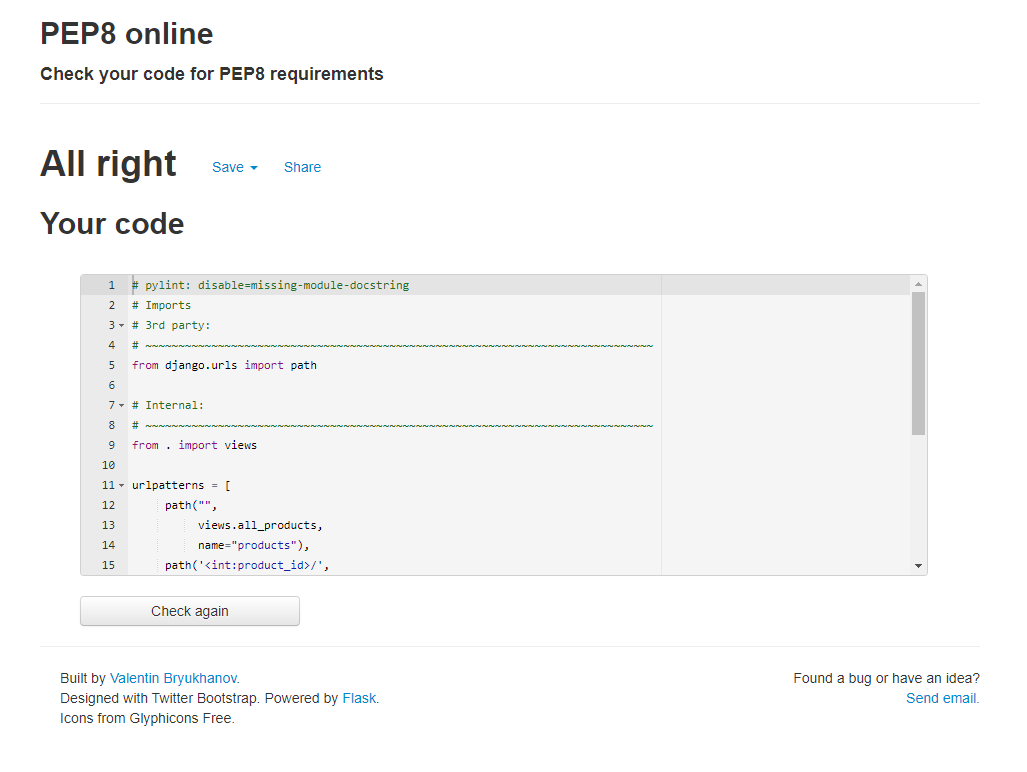 PEP8 online
Check your code for PEP8 requirements
All right Save Share
Your code
1 # pylint: disable=missing-module-docstring
2 # Imports
3 # 3rd party:
4 # ~~~~~~~~~~~~~~~~~~~~~~~~~~~~~~~~~~~~~~~~~~~~~~~~~~~~~~~~~~~~~~~~~~~~~~~~~~~~~
5 from django.urls import path
6
7 # Internal:
8 # ~~~~~~~~~~~~~~~~~~~~~~~~~~~~~~~~~~~~~~~~~~~~~~~~~~~~~~~~~~~~~~~~~~~~~~~~~~~~~
9 from . import views
10
11 urlpatterns = [
12 path("",
13 views.all_products,
14 name="products"),
15 path('<int:product_id>/',
Check again
Built by Valentin Bryukhanov.
Designed with Twitter Bootstrap. Powered by Flask.
Icons from Glyphicons Free.
Found a bug or have an idea?
Send email.